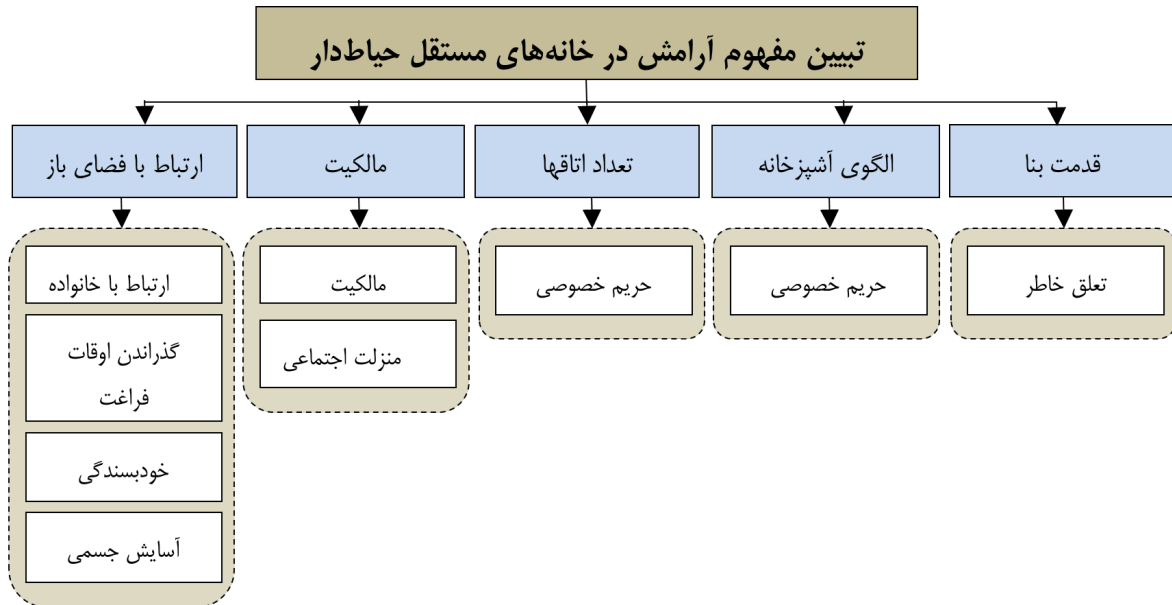 تبیین مفهوم آرامش در خانه‌های مستقل حیاط‌دار
قدمت بنا
الگوی آشپزخانه
تعداد اتاقها
مالکیت
ارتباط با فضای باز
تعلق خاطر
حریم خصوصی
حریم خصوصی
مالکیت
منزلت اجتماعی
ارتباط با خانواده
گذراندن اوقات
فراغت
خودبسندگی
آسایش جسمی